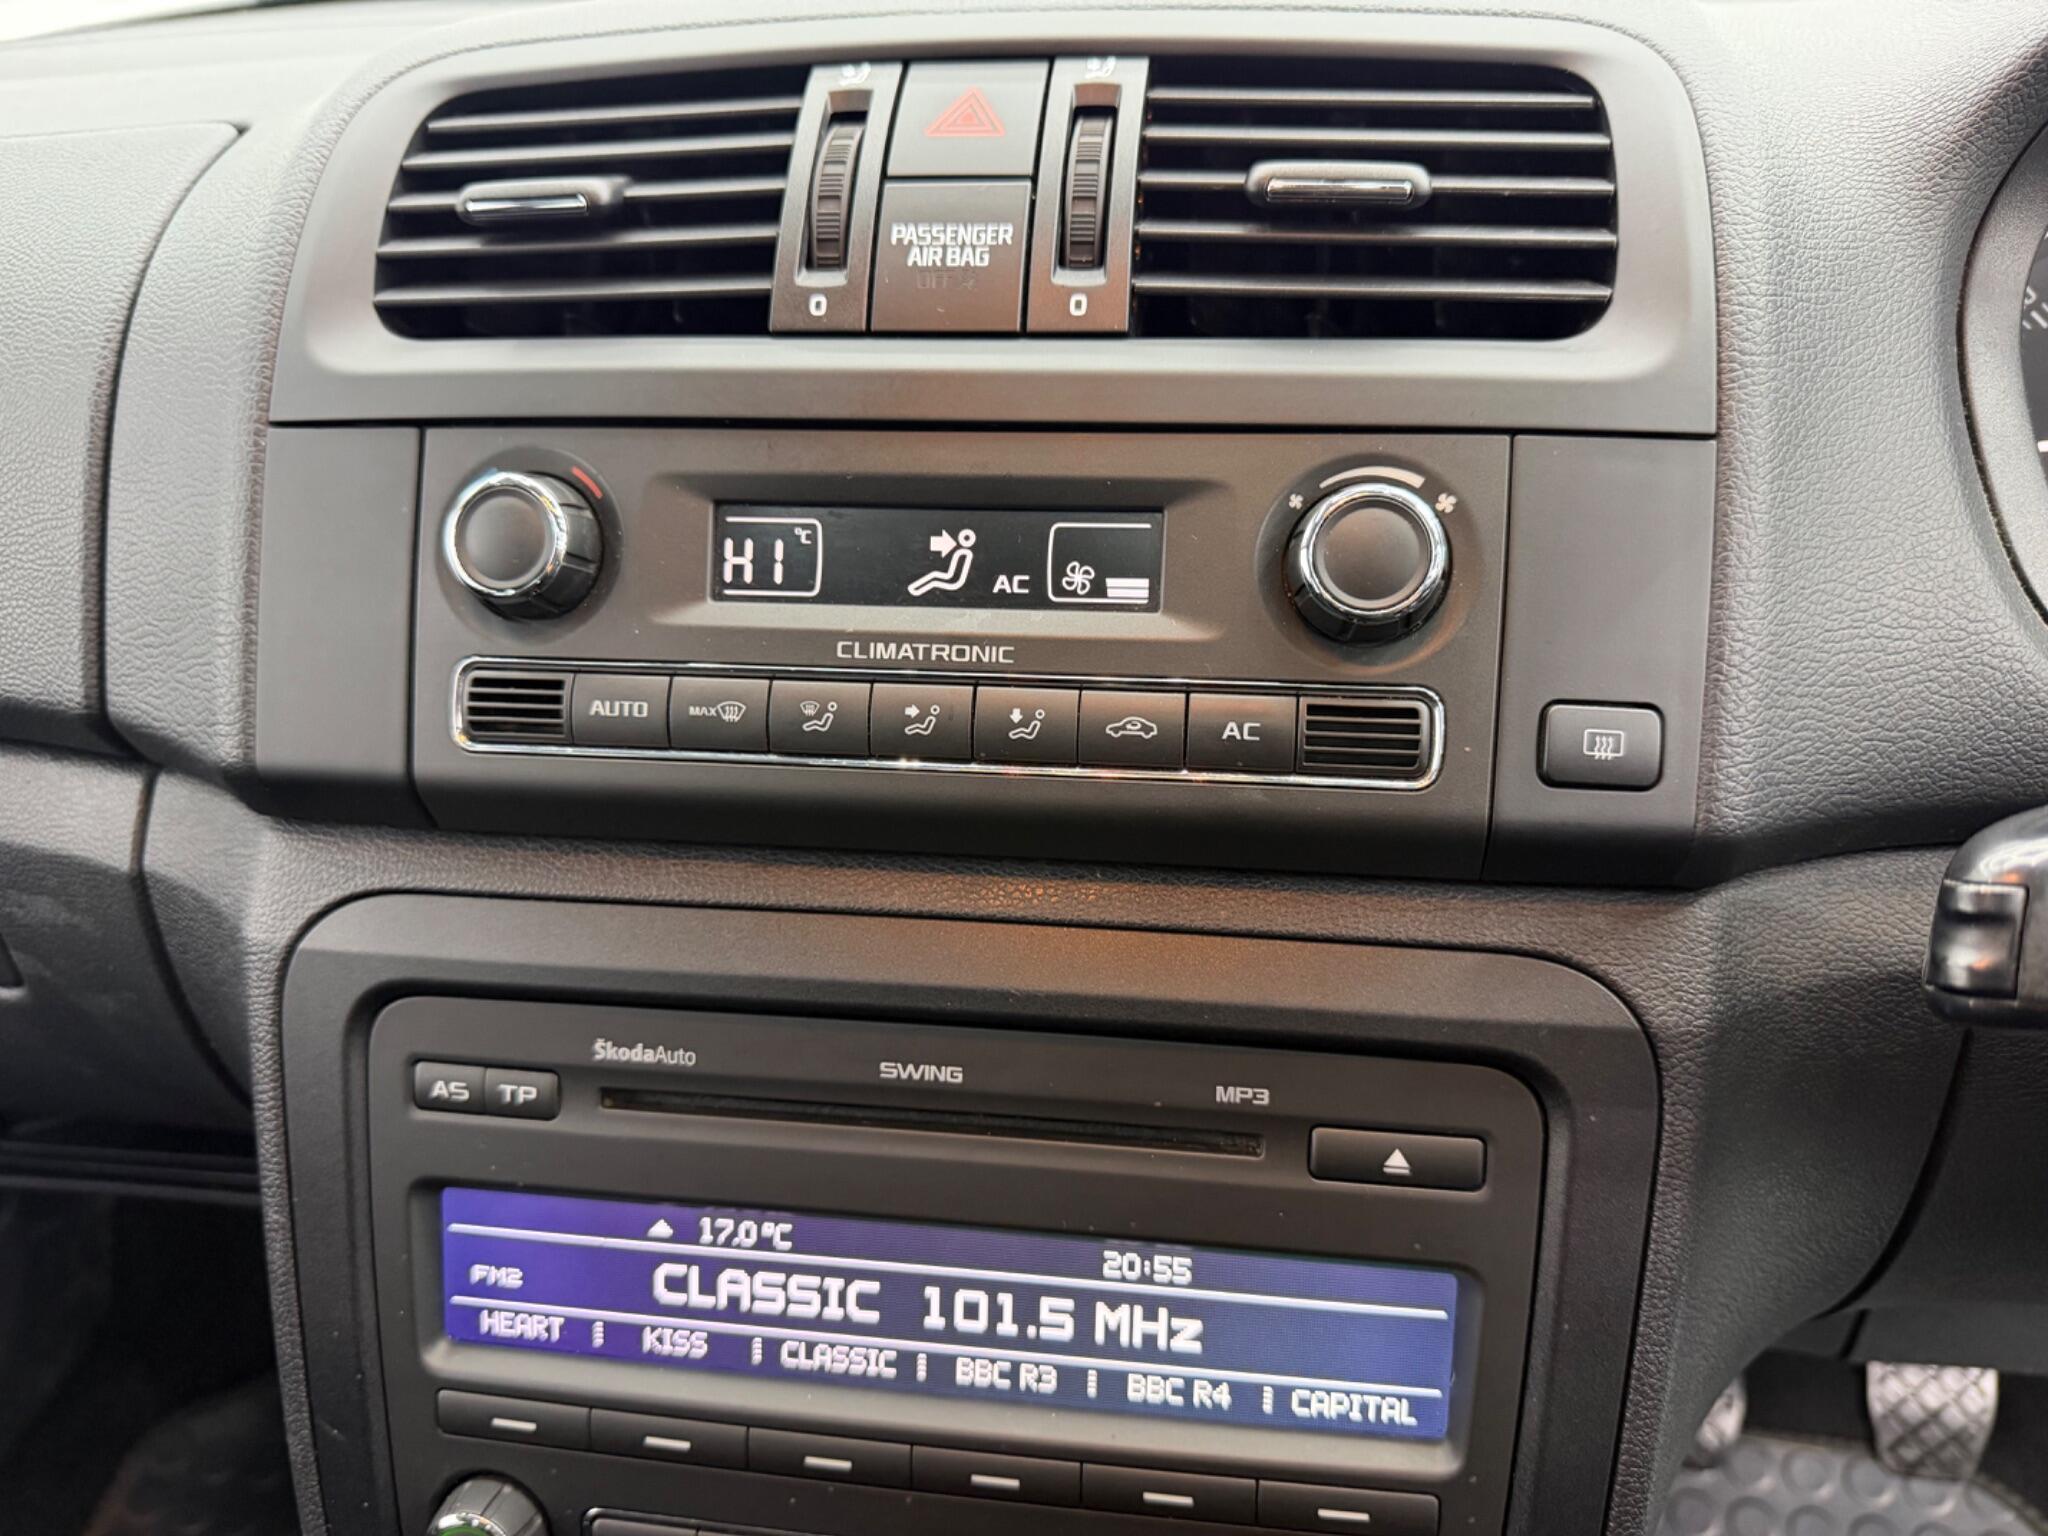 PASSENGER
AIR BAG
OFF
0
0
HI °C
AC
CLIMATRONIC
AUTO
MAX
AC
ŠkodaAuto
SWING
MP3
AS
TP
17.0°C
20:55
FM2
CLASSIC 101.5 MHz
HEART
KISS
CLASSIC
BBC R3
BBC R4
CAPITAL